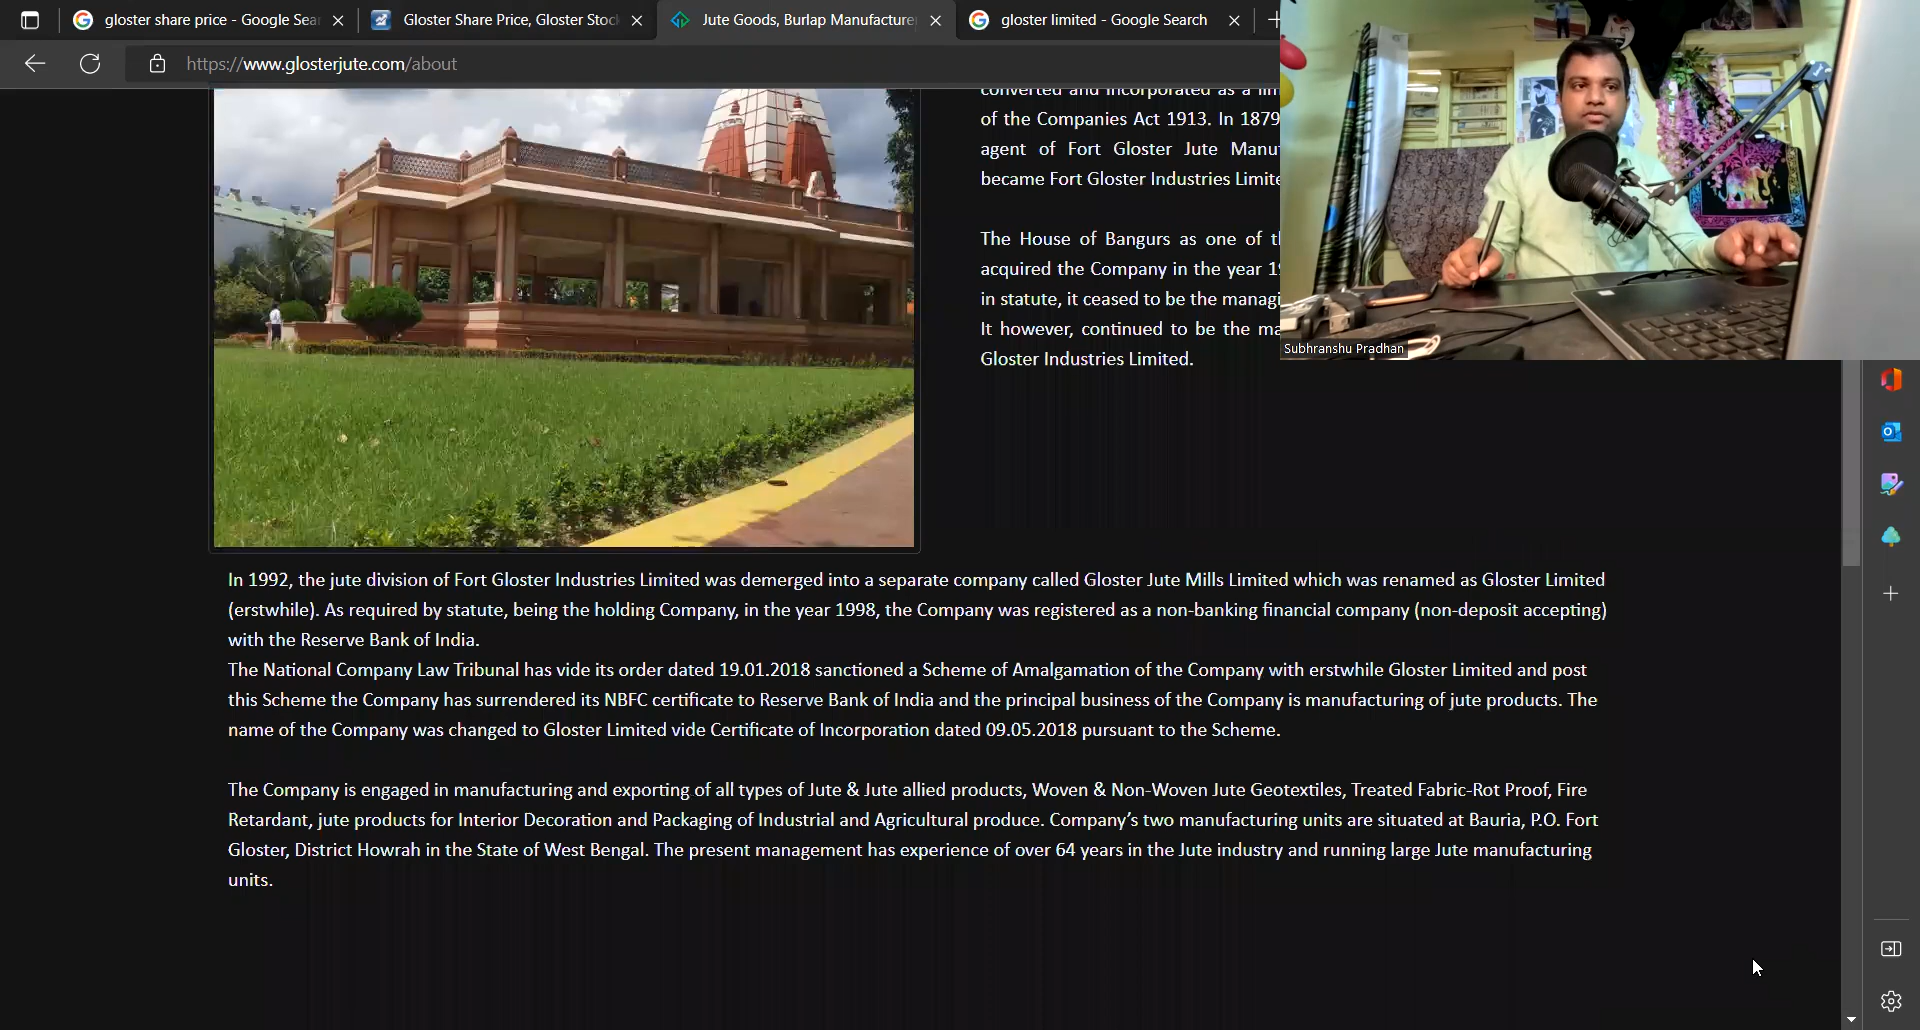 gloster share price - Google Sea
Gloster Share Price, Gloster Stoc
Jute Goods, Burlap Manufacture
gloster limited - Google Search
https://www.glosterjute.com/about
converted and incorporated as a lim
of the Companies Act 1913. In 1879
agent of Fort Gloster Jute Manu
became Fort Gloster Industries Limite
The House of Bangurs as one of th
acquired the Company in the year 19
in statute, it ceased to be the managi
It however, continued to be the ma
Gloster Industries Limited.
Subhranshu Pradhan
In 1992, the jute division of Fort Gloster Industries Limited was demerged into a separate company called Gloster Jute Mills Limited which was renamed as Gloster Limited
(erstwhile). As required by statute, being the holding Company, in the year 1998, the Company was registered as a non-banking financial company (non-deposit accepting)
with the Reserve Bank of India.
The National Company Law Tribunal has vide its order dated 19.01.2018 sanctioned a Scheme of Amalgamation of the Company with erstwhile Gloster Limited and post
this Scheme the Company has surrendered its NBFC certificate to Reserve Bank of India and the principal business of the Company is manufacturing of jute products. The
name of the Company was changed to Gloster Limited vide Certificate of Incorporation dated 09.05.2018 pursuant to the Scheme.
The Company is engaged in manufacturing and exporting of all types of Jute & Jute allied products, Woven & Non-Woven Jute Geotextiles, Treated Fabric-Rot Proof, Fire
Retardant, jute products for Interior Decoration and Packaging of Industrial and Agricultural produce. Company’s two manufacturing units are situated at Bauria, P.O. Fort
Gloster, District Howrah in the State of West Bengal. The present management has experience of over 64 years in the Jute industry and running large Jute manufacturing
units.